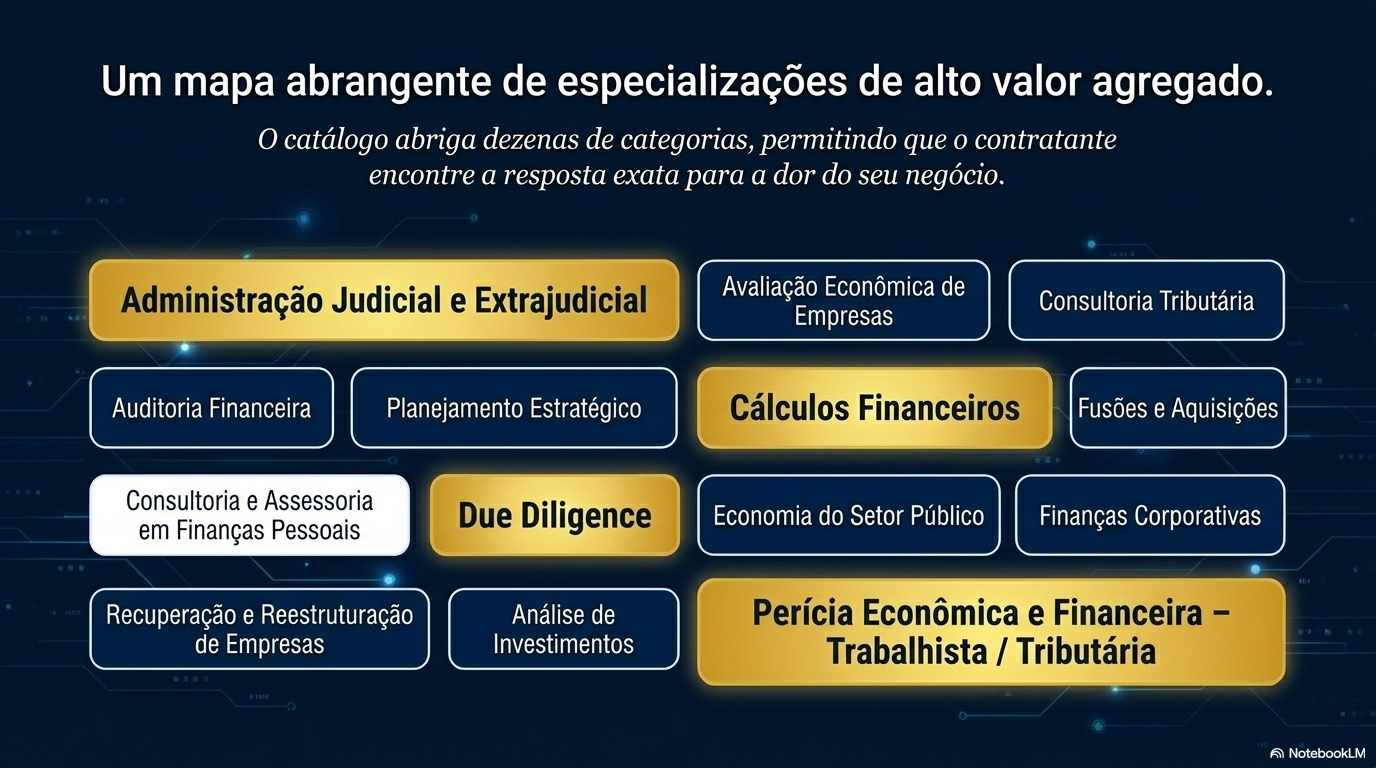 Um mapa abrangente de especializações de alto valor agregado.
O catálogo abriga dezenas de categorias, permitindo que o contratante
encontre a resposta exata para a dor do seu negócio.
Administração Judicial e Extrajudicial
Avaliação Econômica de
Empresas
Consultoria Tributária
Auditoria Financeira
Planejamento Estratégico
Cálculos Financeiros
Fusões e Aquisições
Consultoria e Assessoria
em Finanças Pessoais
Due Diligence
Economia do Setor Público
Finanças Corporativas
Recuperação e Reestruturação
de Empresas
Análise de
Investimentos
Perícia Econômica e Financeira –
Trabalhista / Tributária
NotebookLM